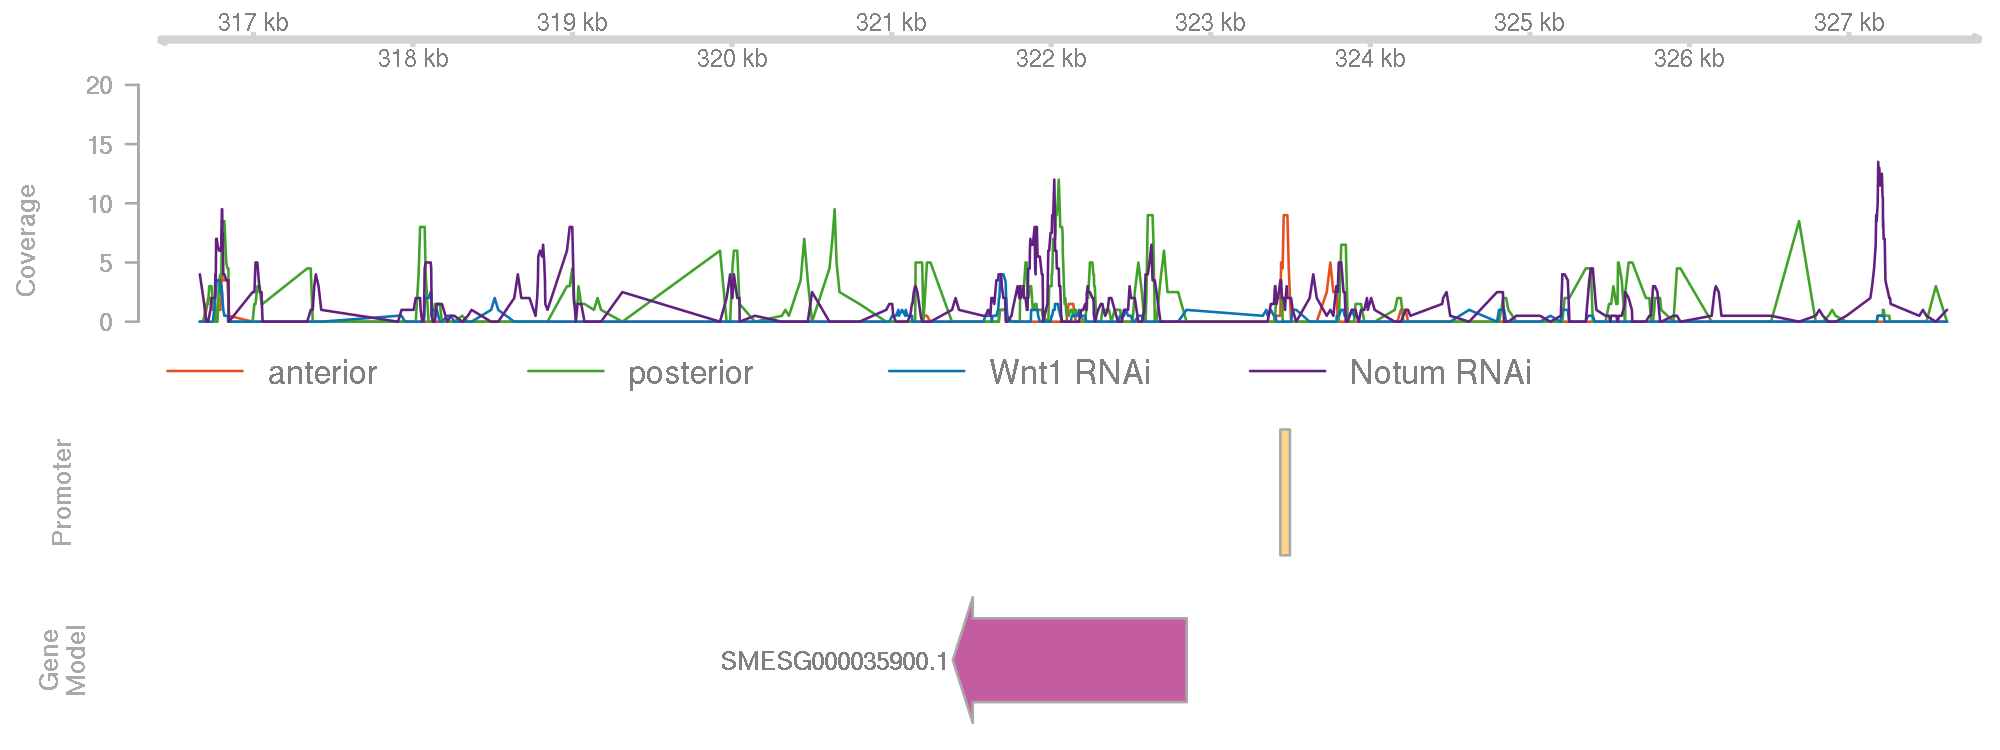 317 kb 319 kb 321 kb 323 kb 325 kb 327 kb
318 kb 320 kb 322 kb 324 kb 326 kb
Coverage
20
15
10
5
0
anterior posterior Wnt1 RNAi Notum RNAi
Promoter
Gene
Model
SMESG000035900.1